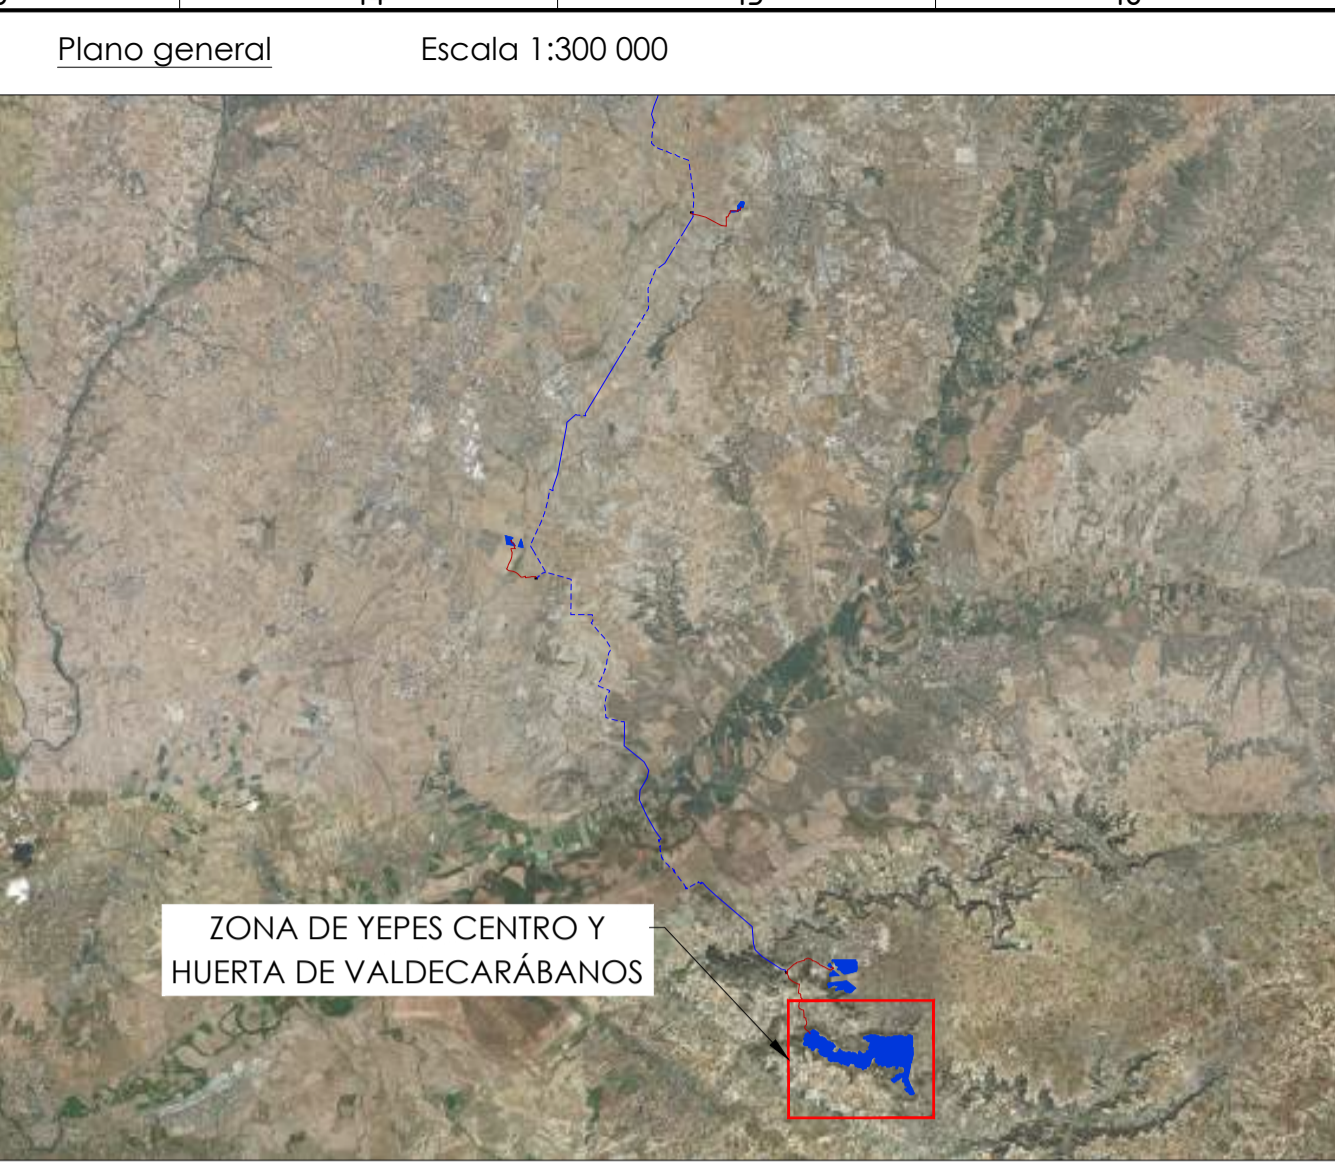 Plano general
Escala 1:300 000
ZONA DE YEPES CENTRO Y
HUERTA DE VALDECARÁBANOS